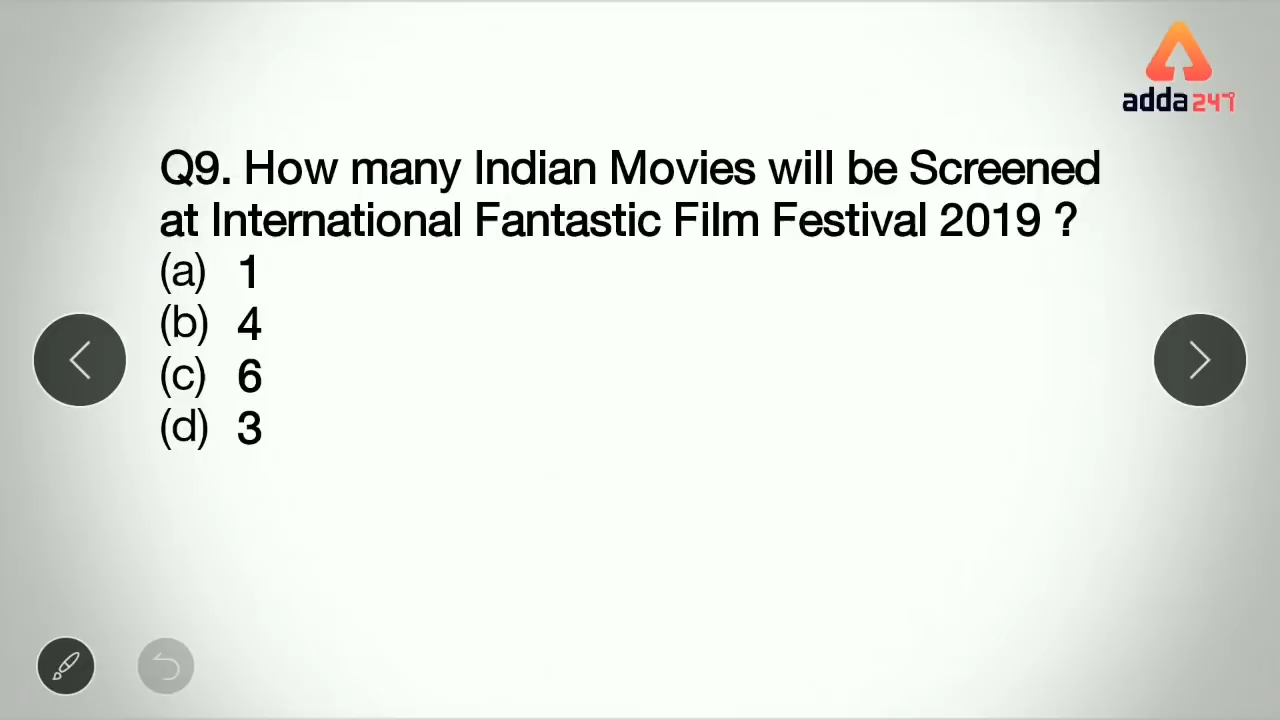 adda247
Q9. How many Indian Movies will be Screened
at International Fantastic Film Festival 2019 ?
(a) 1
(b) 4
(c) 6
(d) 3